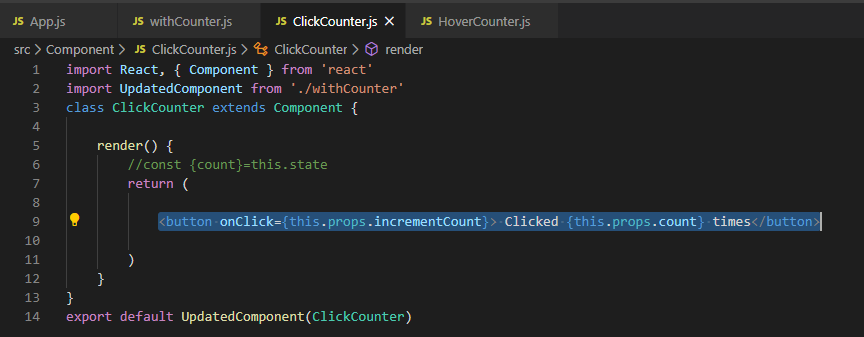 JS App.js JS withCounter.js JS ClickCounter.js × JS HoverCounter.js
src > Component > JS ClickCounter.js > ClickCounter > render
1 import React, { Component } from 'react'
2 import UpdatedComponent from './withCounter'
3 class ClickCounter extends Component {
4
5 render() {
6 //const {count}=this.state
7 return (
8
9 <button onClick={this.props.incrementCount}> Clicked {this.props.count} times</button>
10
11 )
12 }
13 }
14 export default UpdatedComponent(ClickCounter)